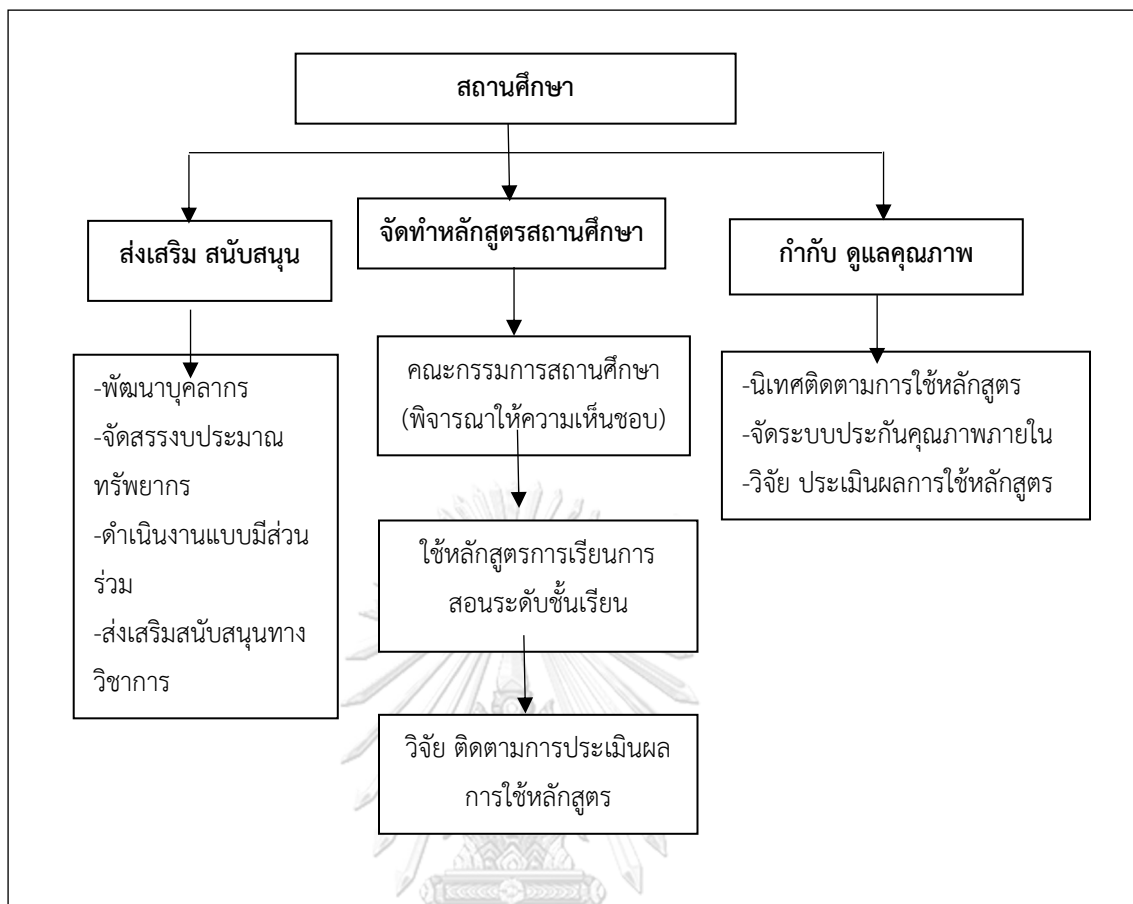 สถานศึกษา
ส่งเสริม สนับสนุน
-พัฒนาบุคลากร
-จัดสรรงบประมาณ
ทรัพยากร
-ดำเนินงานแบบมีส่วน
ร่วม
-ส่งเสริมสนับสนุนทาง
วิชาการ
จัดทำหลักสูตรสถานศึกษา
คณะกรรมการสถานศึกษา
(พิจารณาให้ความเห็นชอบ)
ใช้หลักสูตรการเรียนการ
สอนระดับชั้นเรียน
วิจัย ติดตามการประเมินผล
การใช้หลักสูตร
กำกับ ดูแลคุณภาพ
-นิเทศติดตามการใช้หลักสูตร
-จัดระบบประกันคุณภาพภายใน
-วิจัย ประเมินผลการใช้หลักสูตร